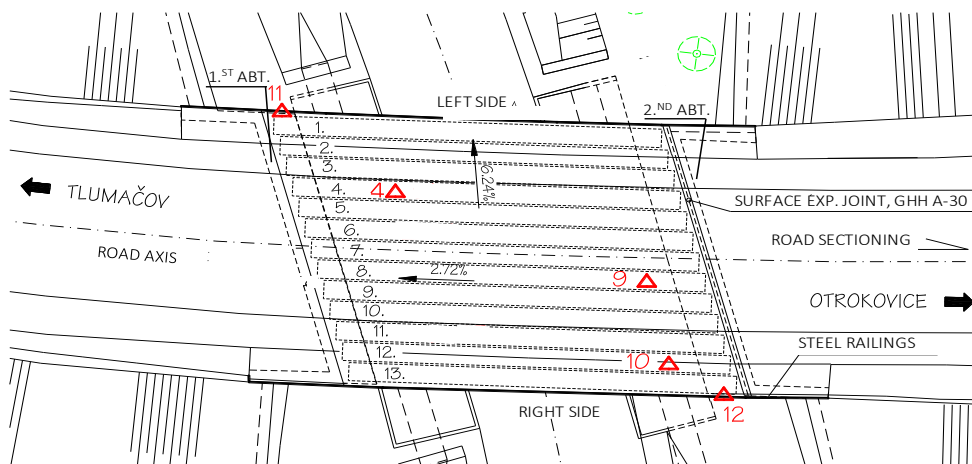 1.ST ABT.
11
LEFT SIDE
2.ND ABT.
1.
2.
3.
4.
4
5.
6.
7.
8.
9.
10.
11.
12.
13.
6.24%
2.72%
TLUMAČOV
ROAD AXIS
SURFACE EXP. JOINT, GHH A-30
ROAD SECTIONING
9
OTROKOVICE
STEEL RAILINGS
10
12
RIGHT SIDE